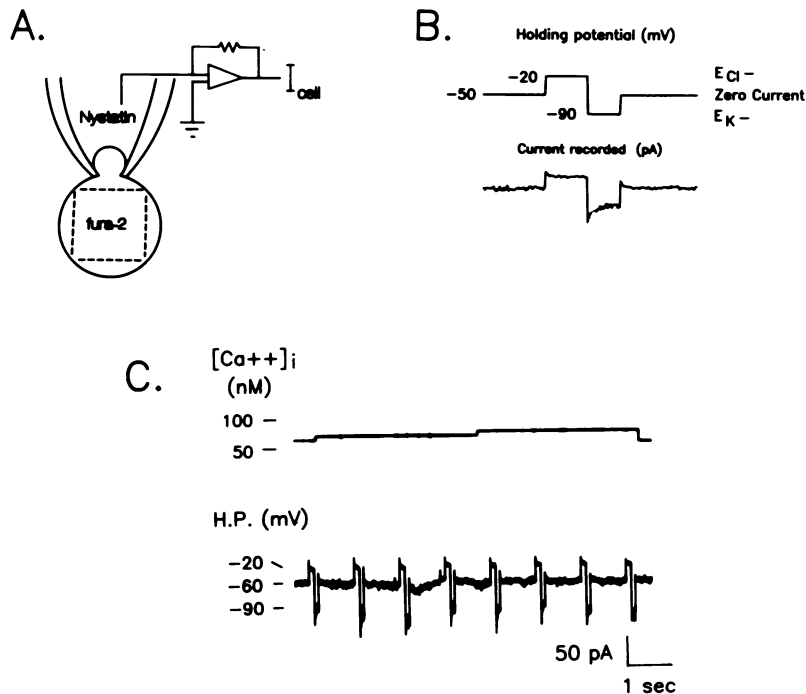 A.
Nystatin
I
cell
fura-2
B.
Holding potential (mV)
-20
-50
-90
E Cl -
Zero Current
E K -
Current recorded (pA)
C.
[Ca++]i
(nM)
100 -
50 -
H.P. (mV)
-20
-60
-90
50 pA
1 sec